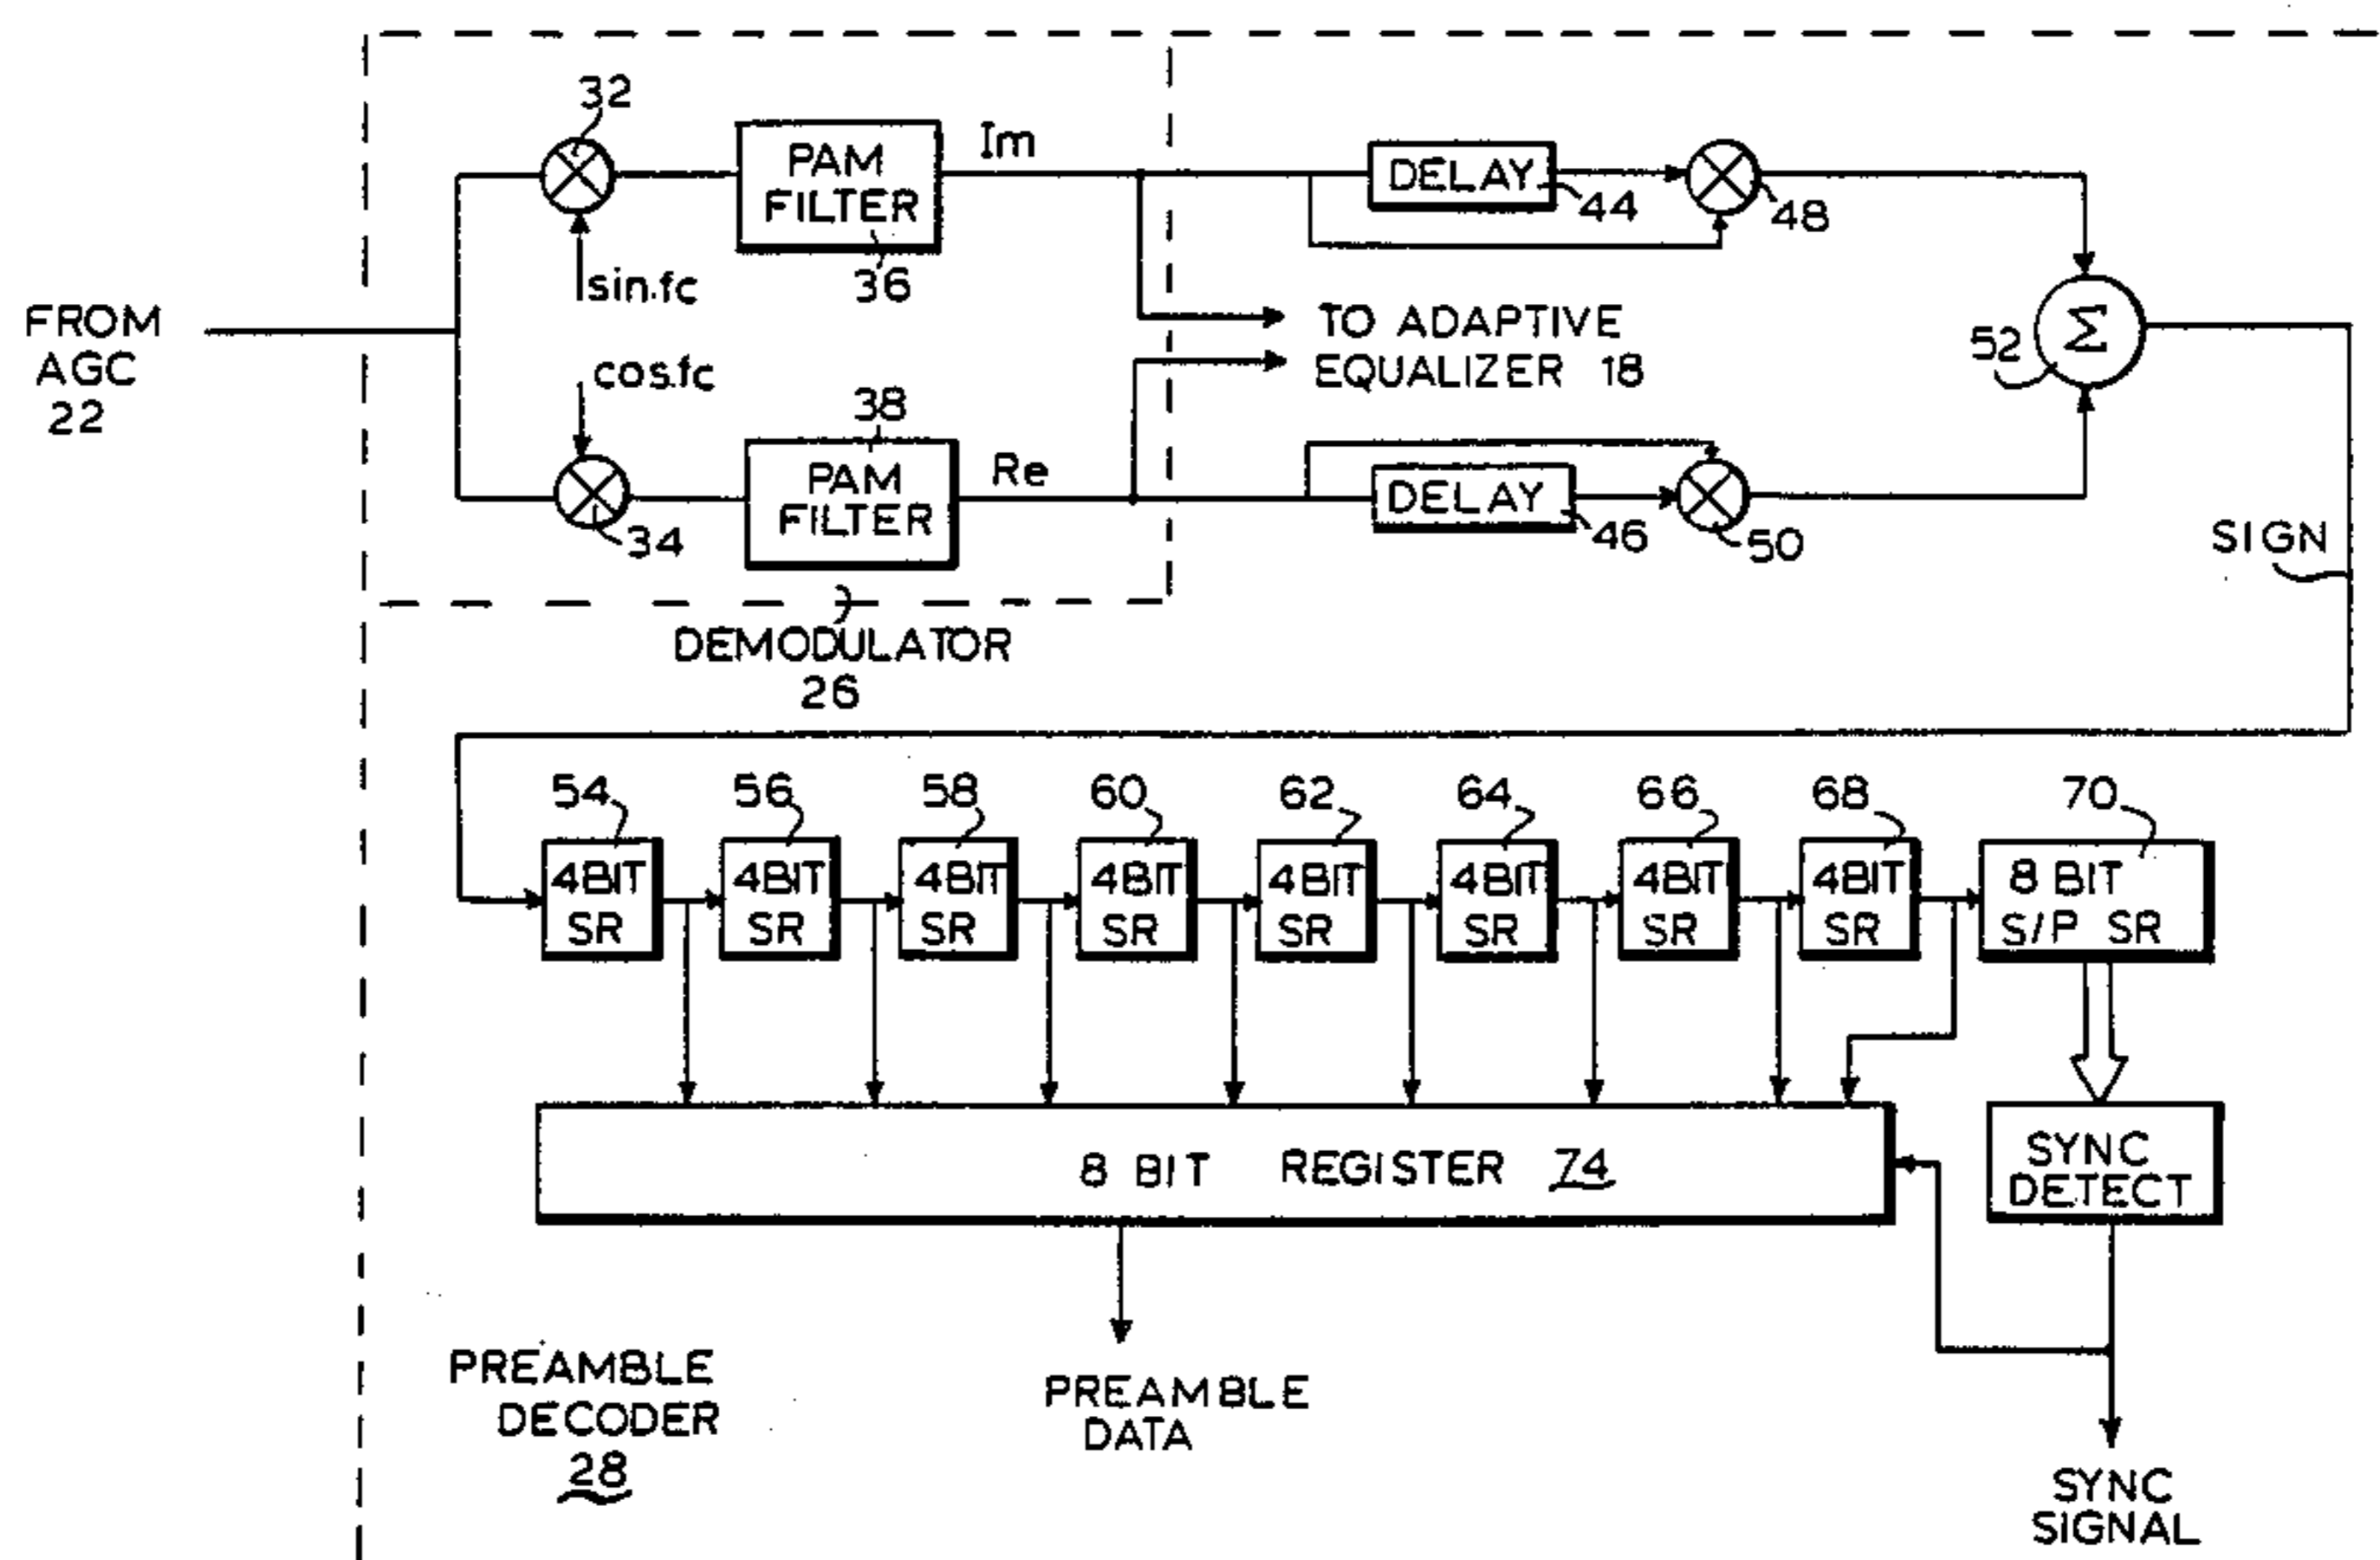 32
PAM
FILTER
36
Im
sin.fc
DELAY
44
48
FROM
AGC
22
TO ADAPTIVE
EQUALIZER 18
52
Σ
cos.fc
38
PAM
FILTER
Re
34
DELAY
46
50
SIGN
DEMODULATOR
26
54
56
58
60
62
64
66
68
70
4BIT
SR
4BIT
SR
4BIT
SR
4BIT
SR
4BIT
SR
4BIT
SR
4BIT
SR
4BIT
SR
8 BIT
S/P SR
8 BIT REGISTER 74
SYNC
DETECT
PREAMBLE
DECODER
28
PREAMBLE
DATA
SYNC
SIGNAL